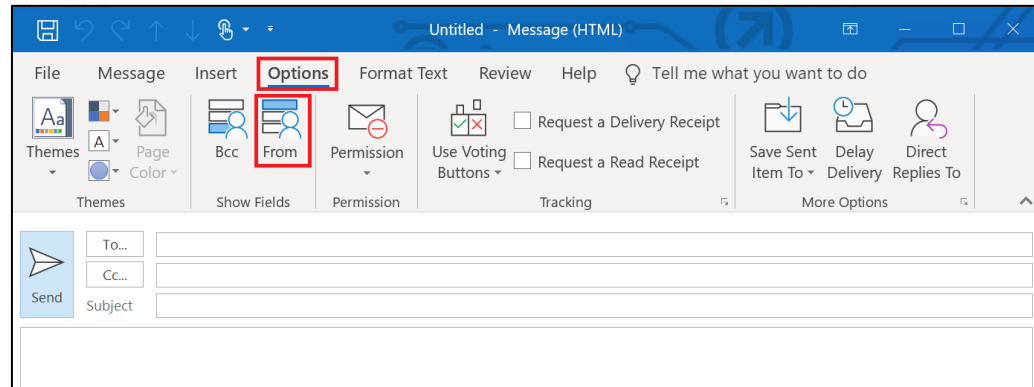 Untitled - Message (HTML)
File Message Insert Options Format Text Review Help Tell me what you want to do
Aa
A
Themes
Page
Color
Bcc
From
Permission
Use Voting
Buttons
Request a Delivery Receipt
Request a Read Receipt
Save Sent
Item To
Delay
Delivery
Direct
Replies To
Themes Show Fields Permission Tracking More Options
Send
To...
Cc...
Subject